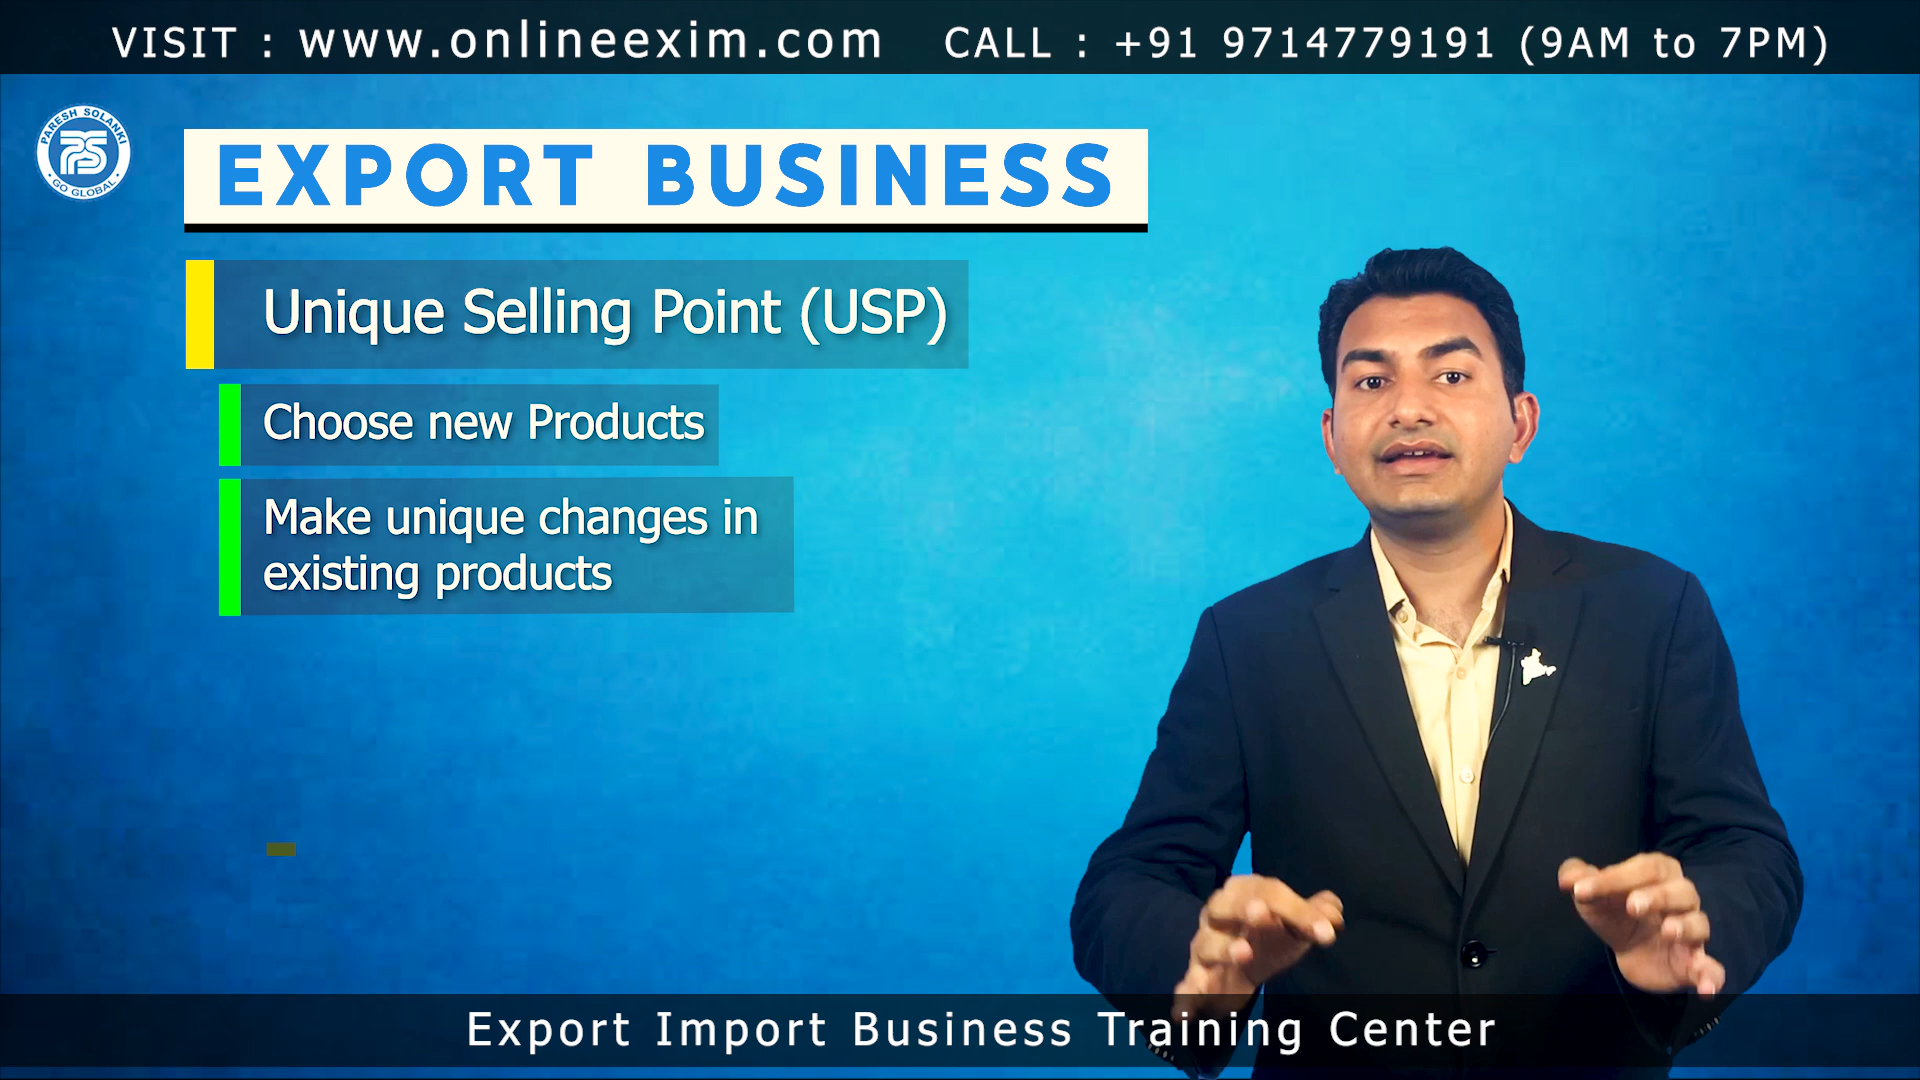 VISIT : www.onlineexim.com CALL : +91 9714779191 (9AM to 7PM)
PARESH SOLANKI
PS
GO GLOBAL
EXPORT BUSINESS
Unique Selling Point (USP)
Choose new Products
Make unique changes in
existing products
Export Import Business Training Center